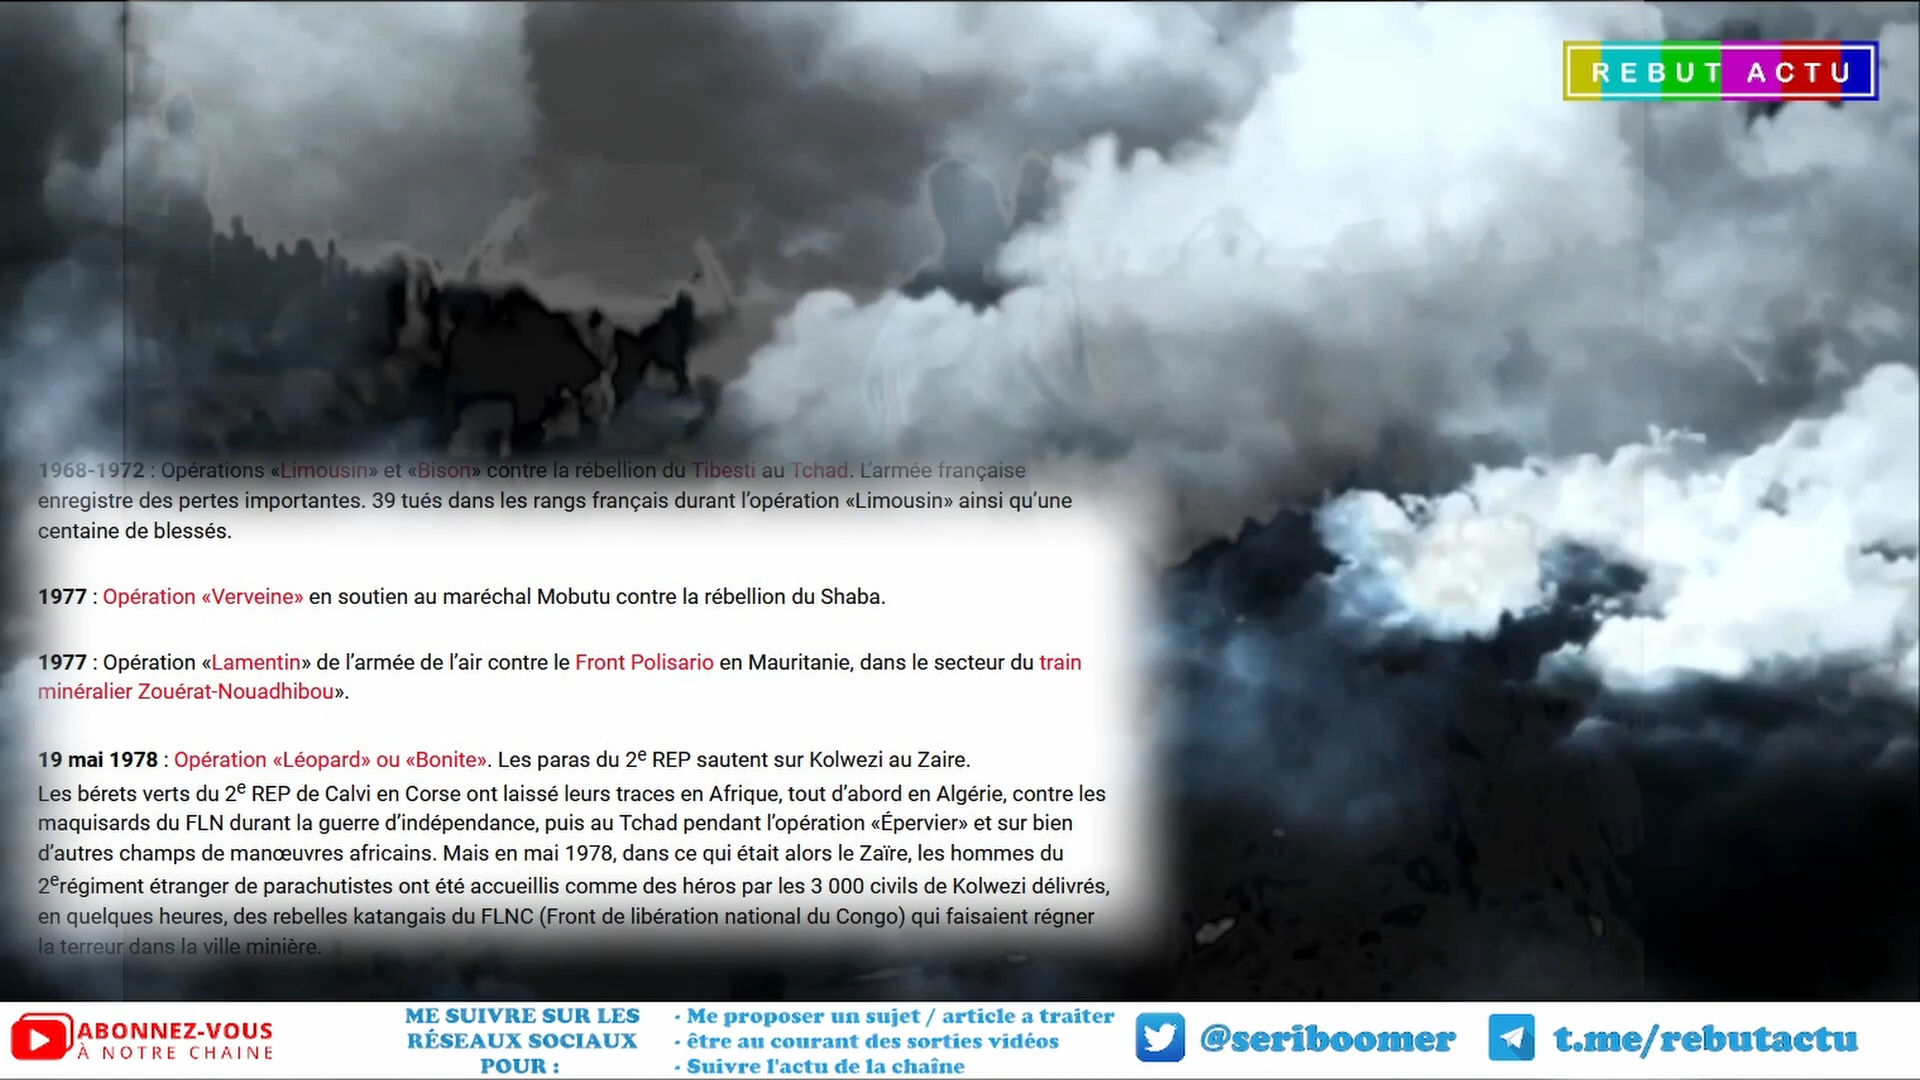 REBUT ACTU
1968-1972 : Opérations «Limousin» et «Bison» contre la rébellion du Tibesti au Tchad. L’armée française
enregistre des pertes importantes. 39 tués dans les rangs français durant l’opération «Limousin» ainsi qu’une
centaine de blessés.
1977 : Opération «Verveine» en soutien au maréchal Mobutu contre la rébellion du Shaba.
1977 : Opération «Lamentin» de l’armée de l’air contre le Front Polisario en Mauritanie, dans le secteur du train
minéralier Zouérat-Nouadhibou».
19 mai 1978 : Opération «Léopard» ou «Bonite». Les paras du 2e REP sautent sur Kolwezi au Zaire.
Les bérets verts du 2e REP de Calvi en Corse ont laissé leurs traces en Afrique, tout d’abord en Algérie, contre les
maquisards du FLN durant la guerre d’indépendance, puis au Tchad pendant l’opération «Épervier» et sur bien
d’autres champs de manœuvres africains. Mais en mai 1978, dans ce qui était alors le Zaïre, les hommes du
2erégiment étranger de parachutistes ont été accueillis comme des héros par les 3 000 civils de Kolwezi délivrés,
en quelques heures, des rebelles katangais du FLNC (Front de libération national du Congo) qui faisaient régner
la terreur dans la ville minière.
ABONNEZ-VOUS
À NOTRE CHAINE
ME SUIVRE SUR LES
RÉSEAUX SOCIAUX
POUR :
- Me proposer un sujet / article a traiter
- être au courant des sorties vidéos
- Suivre l'actu de la chaîne
@seriboomer
t.me/rebutactu